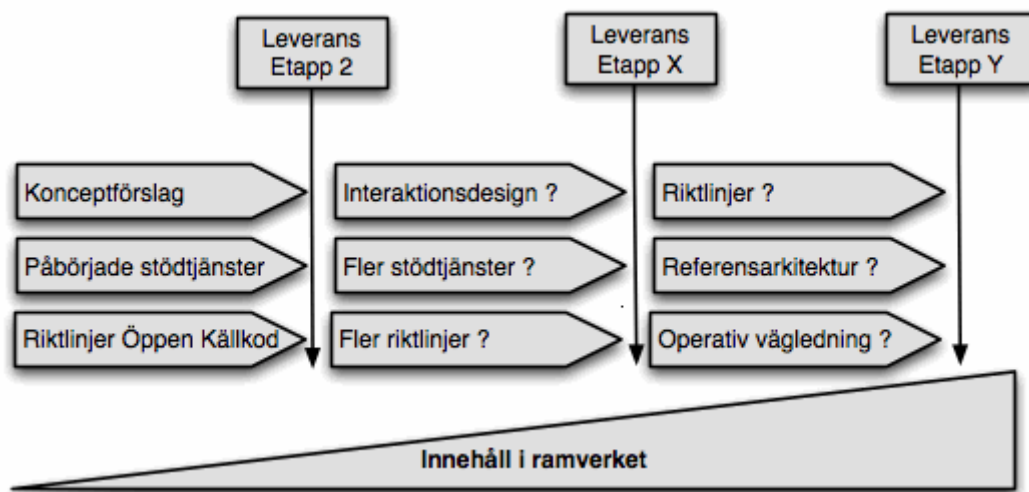 Leverans
Etapp 2
Leverans
Etapp X
Leverans
Etapp Y
Konceptförslag
Interaktionsdesign ?
Riktlinjer ?
Påbörjade stödtjänster
Fler stödtjänster ?
Referensarkitektur ?
Riktlinjer Öppen Källkod
Fler riktlinjer ?
Operativ vägledning ?
Innehåll i ramverket